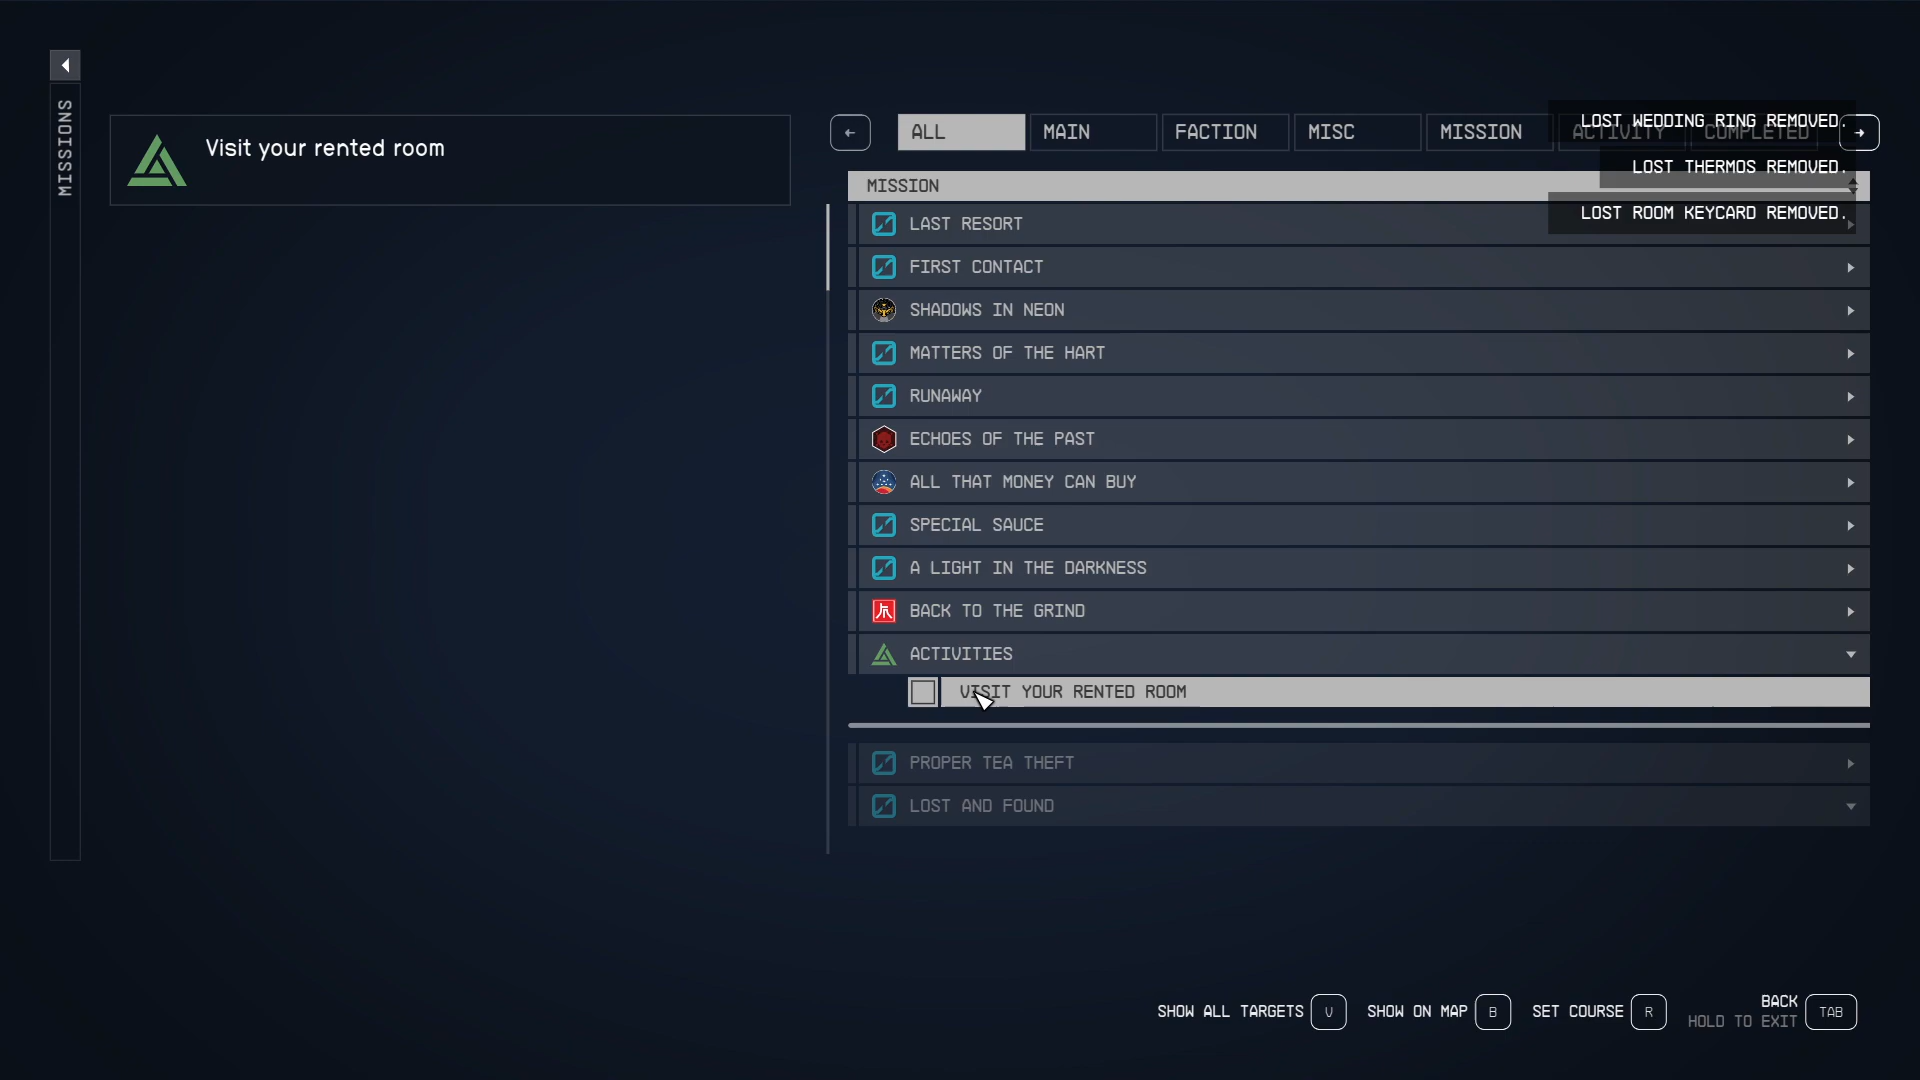 MISSIONS
Visit your rented room
ALL MAIN FACTION MISC MISSION ACTIVITY COMPLETED
LOST WEDDING RING REMOVED.
LOST THERMOS REMOVED.
LOST ROOM KEYCARD REMOVED.
MISSION
LAST RESORT
FIRST CONTACT
SHADOWS IN NEON
MATTERS OF THE HART
RUNAWAY
ECHOES OF THE PAST
ALL THAT MONEY CAN BUY
SPECIAL SAUCE
A LIGHT IN THE DARKNESS
BACK TO THE GRIND
ACTIVITIES
VISIT YOUR RENTED ROOM
PROPER TEA THEFT
LOST AND FOUND
SHOW ALL TARGETS V SHOW ON MAP B SET COURSE R BACK TAB
HOLD TO EXIT